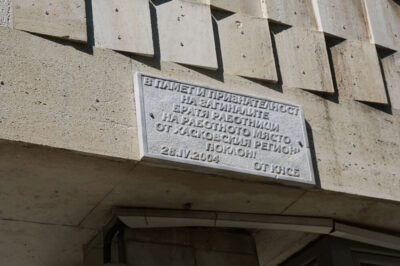 В ПАМЕТ И ПРИЗНАТЕЛНОСТ
НА ЗАГИНАЛИТЕ
БРАТЯ РАБОТНИЦИ
НА РАБОТНОТО МЯСТО
ОТ ХАСКОВСКИЯ РЕГИОН
ПОКЛОН!
28.IV.2004
ОТ КНСБ